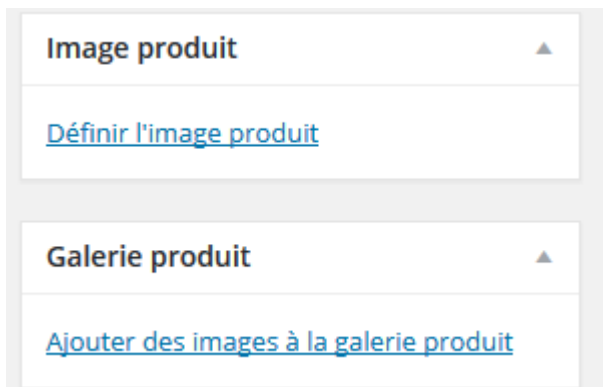 Image produit
Définir l'image produit
Galerie produit
Ajouter des images à la galerie produit